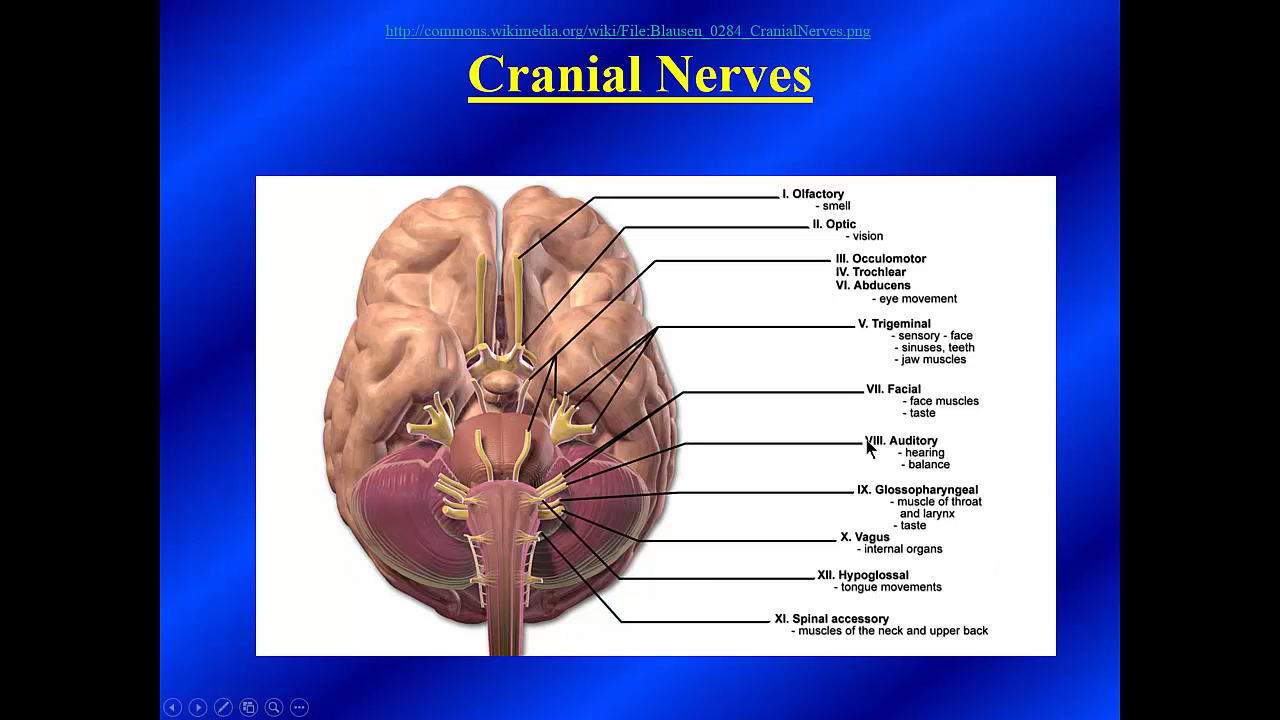 http://commons.wikimedia.org/wiki/File:Blausen_0284_CranialNerves.png
Cranial Nerves
I. Olfactory
- smell
II. Optic
- vision
III. Occulomotor
IV. Trochlear
VI. Abducens
- eye movement
V. Trigeminal
- sensory - face
- sinuses, teeth
- jaw muscles
VII. Facial
- face muscles
- taste
VIII. Auditory
- hearing
- balance
IX. Glossopharyngeal
- muscle of throat
and larynx
- taste
X. Vagus
- internal organs
XII. Hypoglossal
- tongue movements
XI. Spinal accessory
- muscles of the neck and upper back